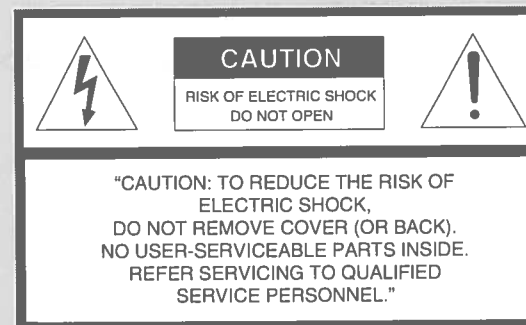 CAUTION
RISK OF ELECTRIC SHOCK
DO NOT OPEN
“CAUTION: TO REDUCE THE RISK OF
ELECTRIC SHOCK,
DO NOT REMOVE COVER (OR BACK).
NO USER-SERVICEABLE PARTS INSIDE.
REFER SERVICING TO QUALIFIED
SERVICE PERSONNEL.”